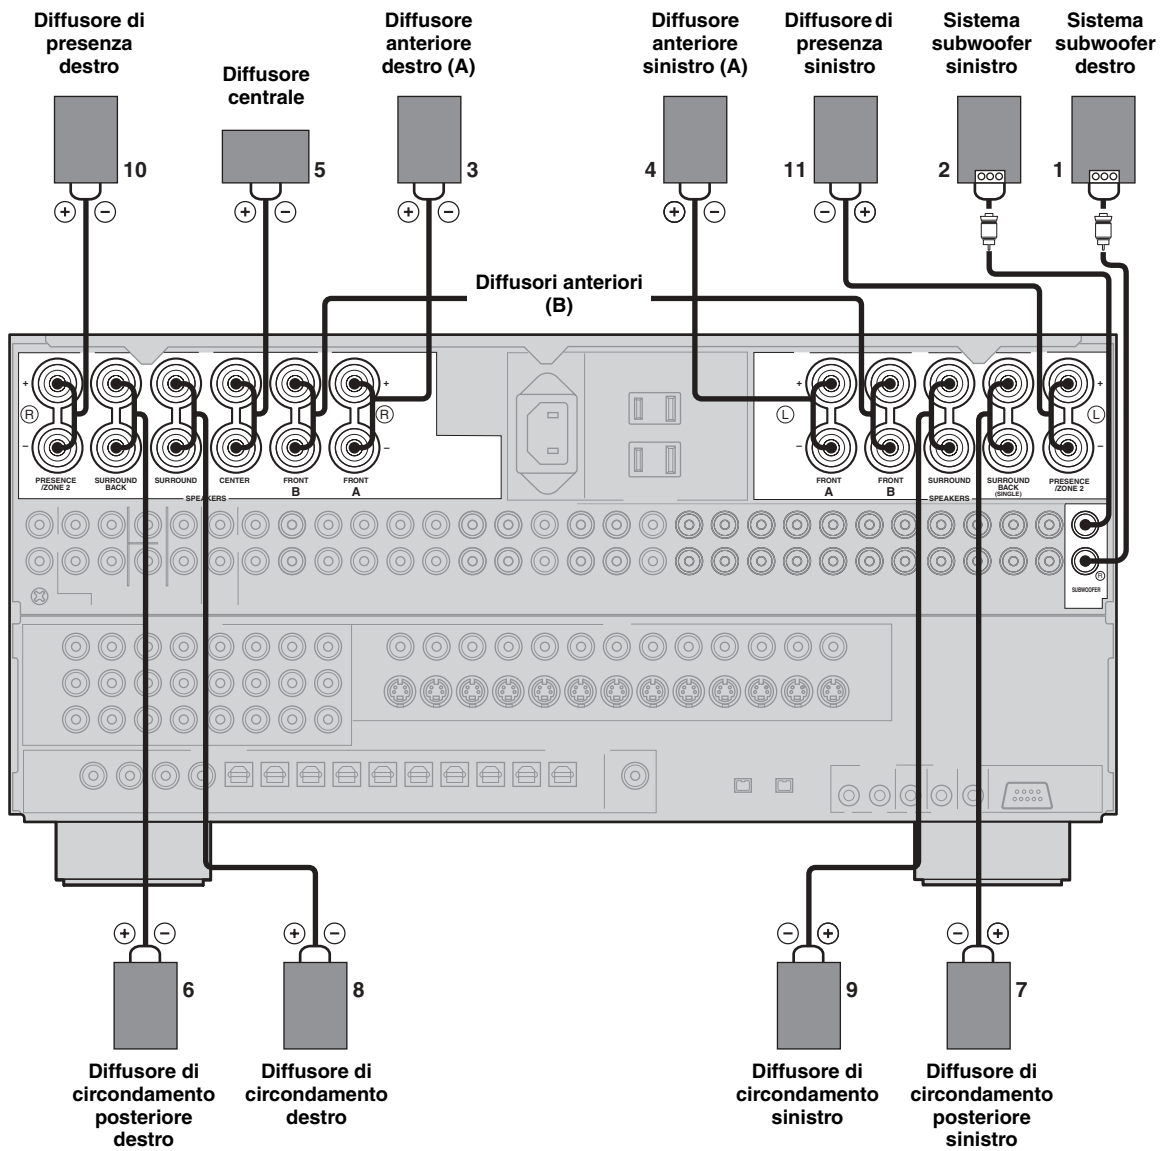 Diffusore di
presenza
destro
Diffusore
centrale
Diffusore
anteriore
destro (A)
Diffusore
anteriore
sinistro (A)
Diffusore di
presenza
sinistro
Sistema
subwoofer
sinistro
Sistema
subwoofer
destro
10
5
3
4
11
2
1
+ −
+ −
+ −
+ −
− +
Diffusori anteriori
(B)
+
+
+
+
R
R
L
L
−
−
−
−
PRESENCE
/ZONE 2
SURROUND
BACK
SURROUND
CENTER
FRONT
B
FRONT
A
SPEAKERS
FRONT
A
FRONT
B
SURROUND
SURROUND
BACK
(SINGLE)
PRESENCE
/ZONE 2
SPEAKERS
R
SUBWOOFER
+ −
+ −
− +
− +
6
8
9
7
Diffusore di
circondamento
posteriore
destro
Diffusore di
circondamento
destro
Diffusore di
circondamento
sinistro
Diffusore di
circondamento
posteriore
sinistro